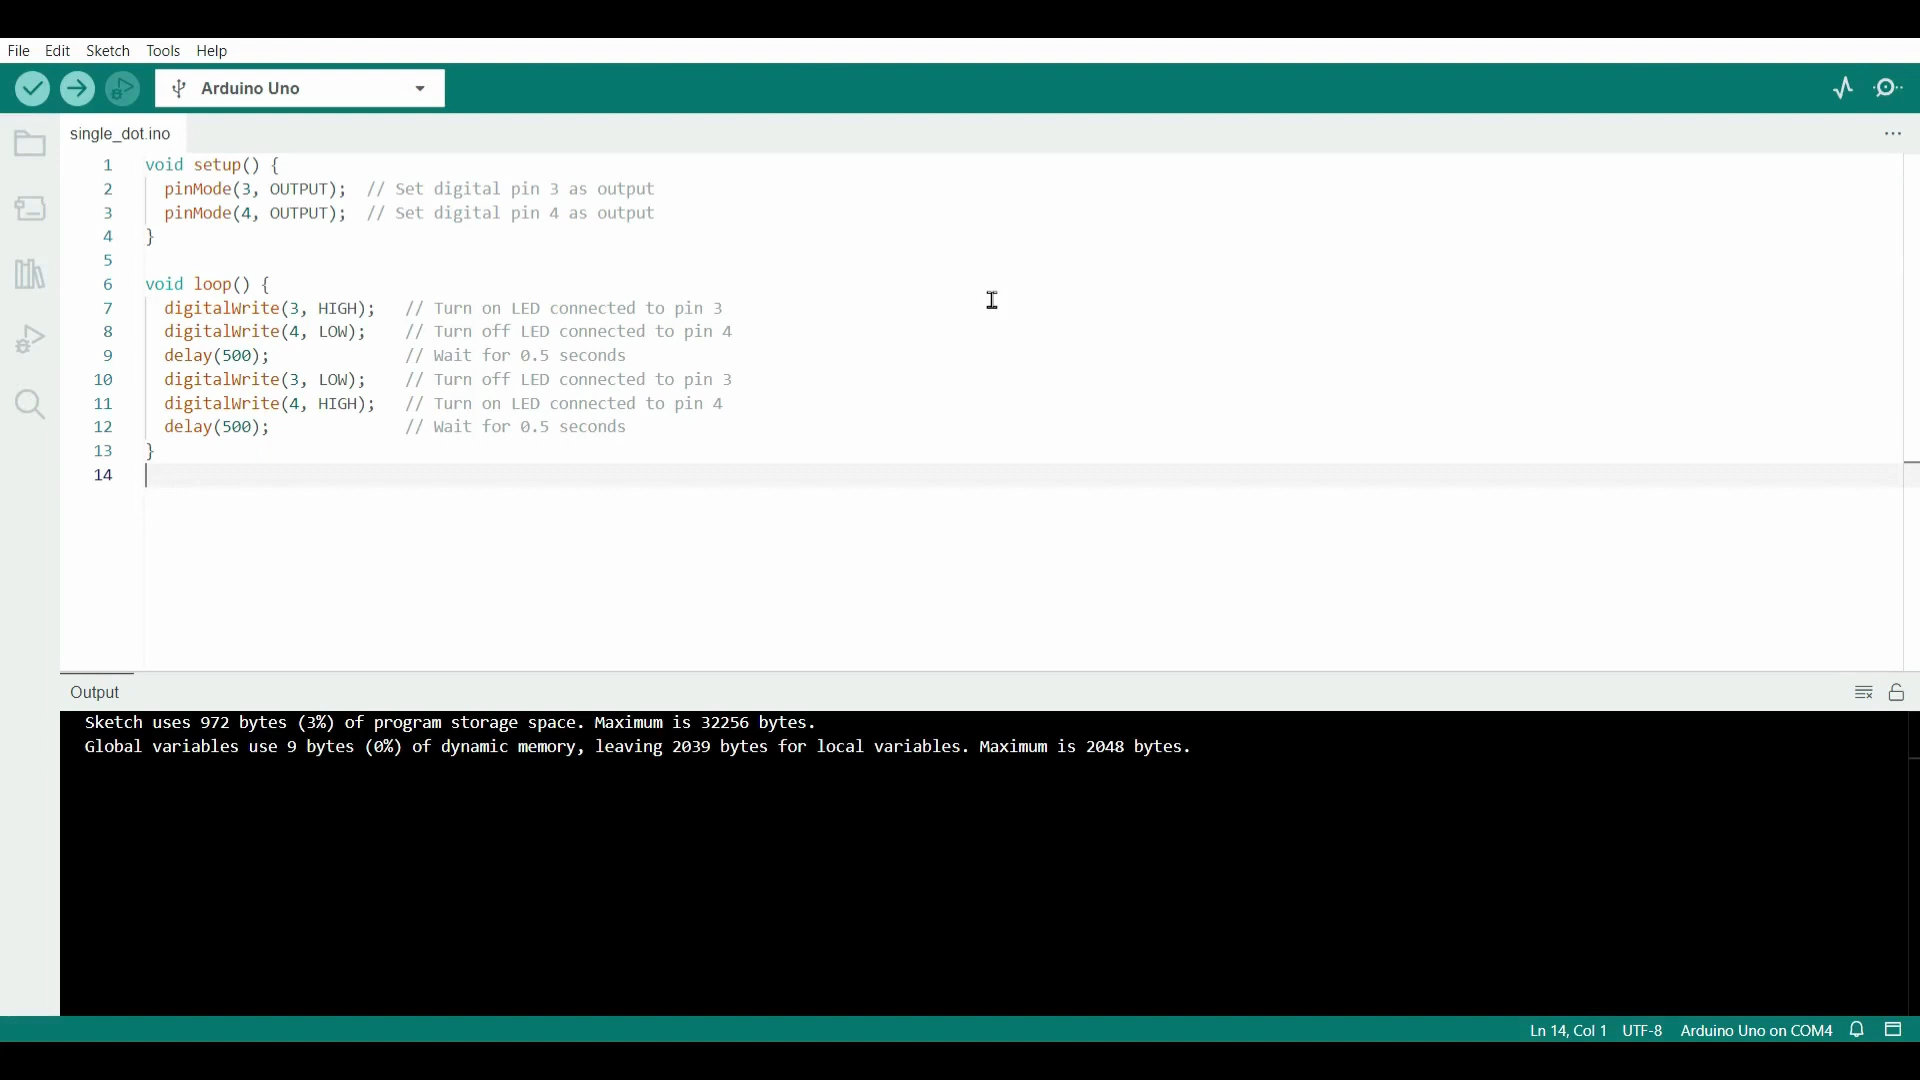 File Edit Sketch Tools Help
Arduino Uno
single_dot.ino
1 void setup() {
2   pinMode(3, OUTPUT);  // Set digital pin 3 as output
3   pinMode(4, OUTPUT);  // Set digital pin 4 as output
4 }
5
6 void loop() {
7   digitalWrite(3, HIGH);   // Turn on LED connected to pin 3
8   digitalWrite(4, LOW);    // Turn off LED connected to pin 4
9   delay(500);              // Wait for 0.5 seconds
10   digitalWrite(3, LOW);    // Turn off LED connected to pin 3
11   digitalWrite(4, HIGH);   // Turn on LED connected to pin 4
12   delay(500);              // Wait for 0.5 seconds
13 }
14
Output
Sketch uses 972 bytes (3%) of program storage space. Maximum is 32256 bytes.
Global variables use 9 bytes (0%) of dynamic memory, leaving 2039 bytes for local variables. Maximum is 2048 bytes.
Ln 14, Col 1 UTF-8 Arduino Uno on COM4